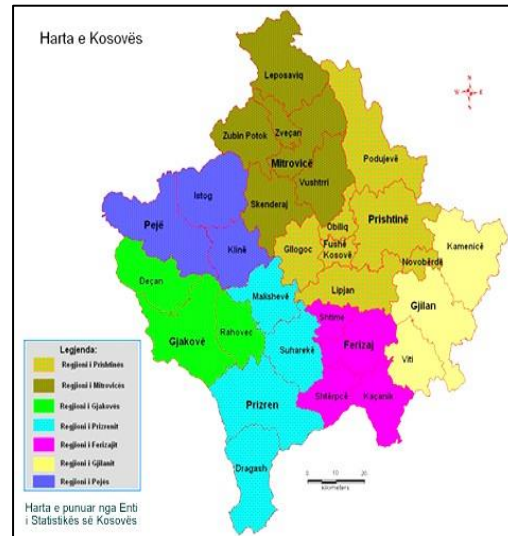 Harta e Kosovës
N
W E
S
Leposaviq
Zubin Potok
Zveçan
Mitrovicë
Podujevë
Vushtrri
Istog
Skenderaj
Obiliq
Prishtinë
Pejë
Fushë
Kosovë
Kamenicë
Klinë
Gllogoc
Novobërdë
Deçan
Malishevë
Lipjan
Gjilan
Shtime
Gjakovë
Rahovec
Suharekë
Ferizaj
Viti
Prizren
Shtërpcë
Kaçanik
Dragash
Legjenda:
Regjioni i Prishtinës
Regjioni i Mitrovicës
Regjioni i Gjakovës
Regjioni i Prizrenit
Regjioni i Ferizajit
Regjioni i Gjilanit
Regjioni i Pejës
0 10 20
kilometers
Harta e punuar nga Enti
i Statistikës së Kosovës